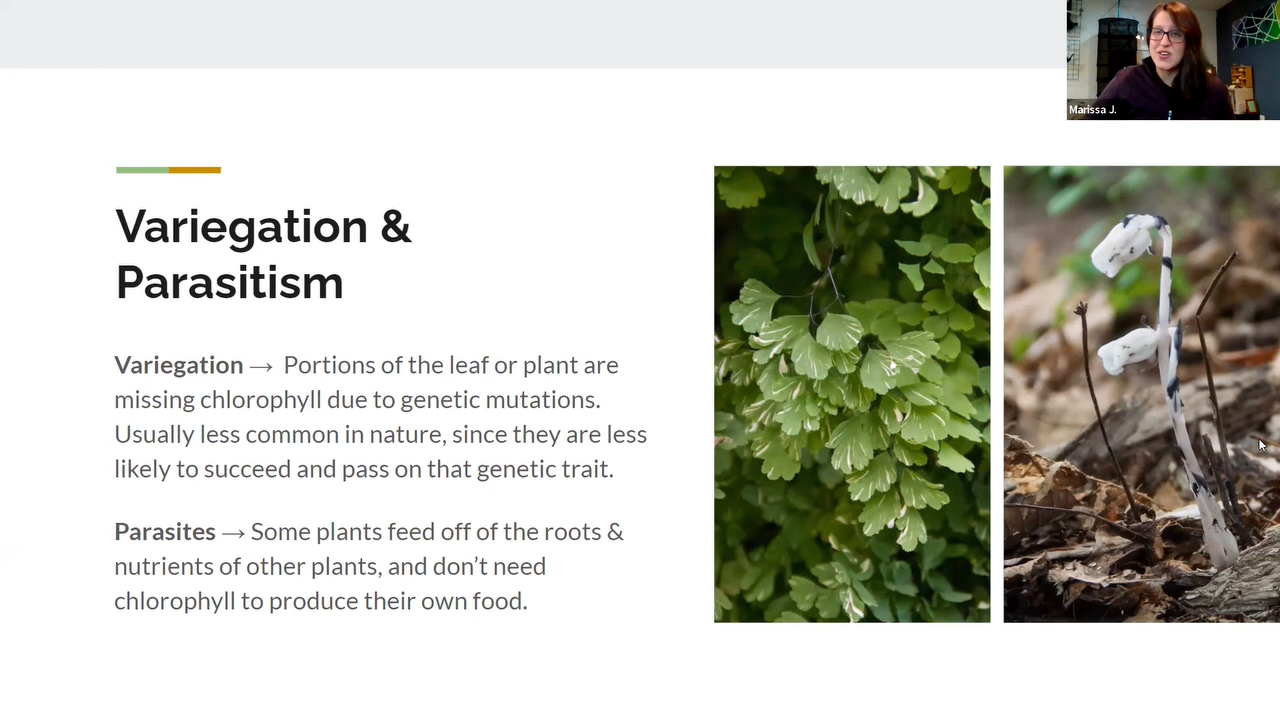 Marissa J.
Variegation &
Parasitism
Variegation → Portions of the leaf or plant are
missing chlorophyll due to genetic mutations.
Usually less common in nature, since they are less
likely to succeed and pass on that genetic trait.
Parasites → Some plants feed off of the roots &
nutrients of other plants, and don’t need
chlorophyll to produce their own food.